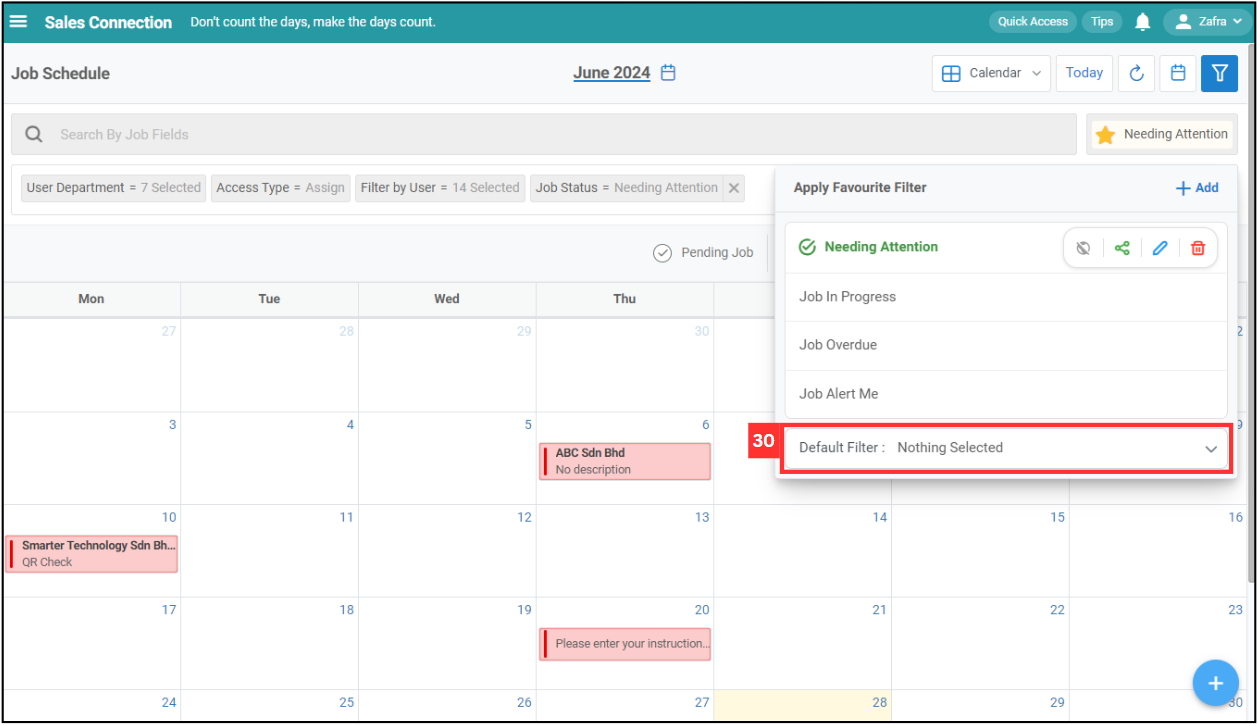 Sales Connection Don't count the days, make the days count. Quick Access Tips Zafra
Job Schedule June 2024 Calendar Today
Search By Job Fields Needing Attention
User Department = 7 Selected Access Type = Assign Filter by User = 14 Selected Job Status = Needing Attention
Apply Favourite Filter + Add
Needing Attention
Pending Job
Job In Progress
Job Overdue
Job Alert Me
30 Default Filter : Nothing Selected
Mon Tue Wed Thu
27 28 29 30 2
3 4 5 6 9
ABC Sdn Bhd
No description
10 11 12 13 14 15 16
Smarter Technology Sdn Bh...
QR Check
17 18 19 20 21 22 23
Please enter your instruction...
24 25 26 27 28 29 30